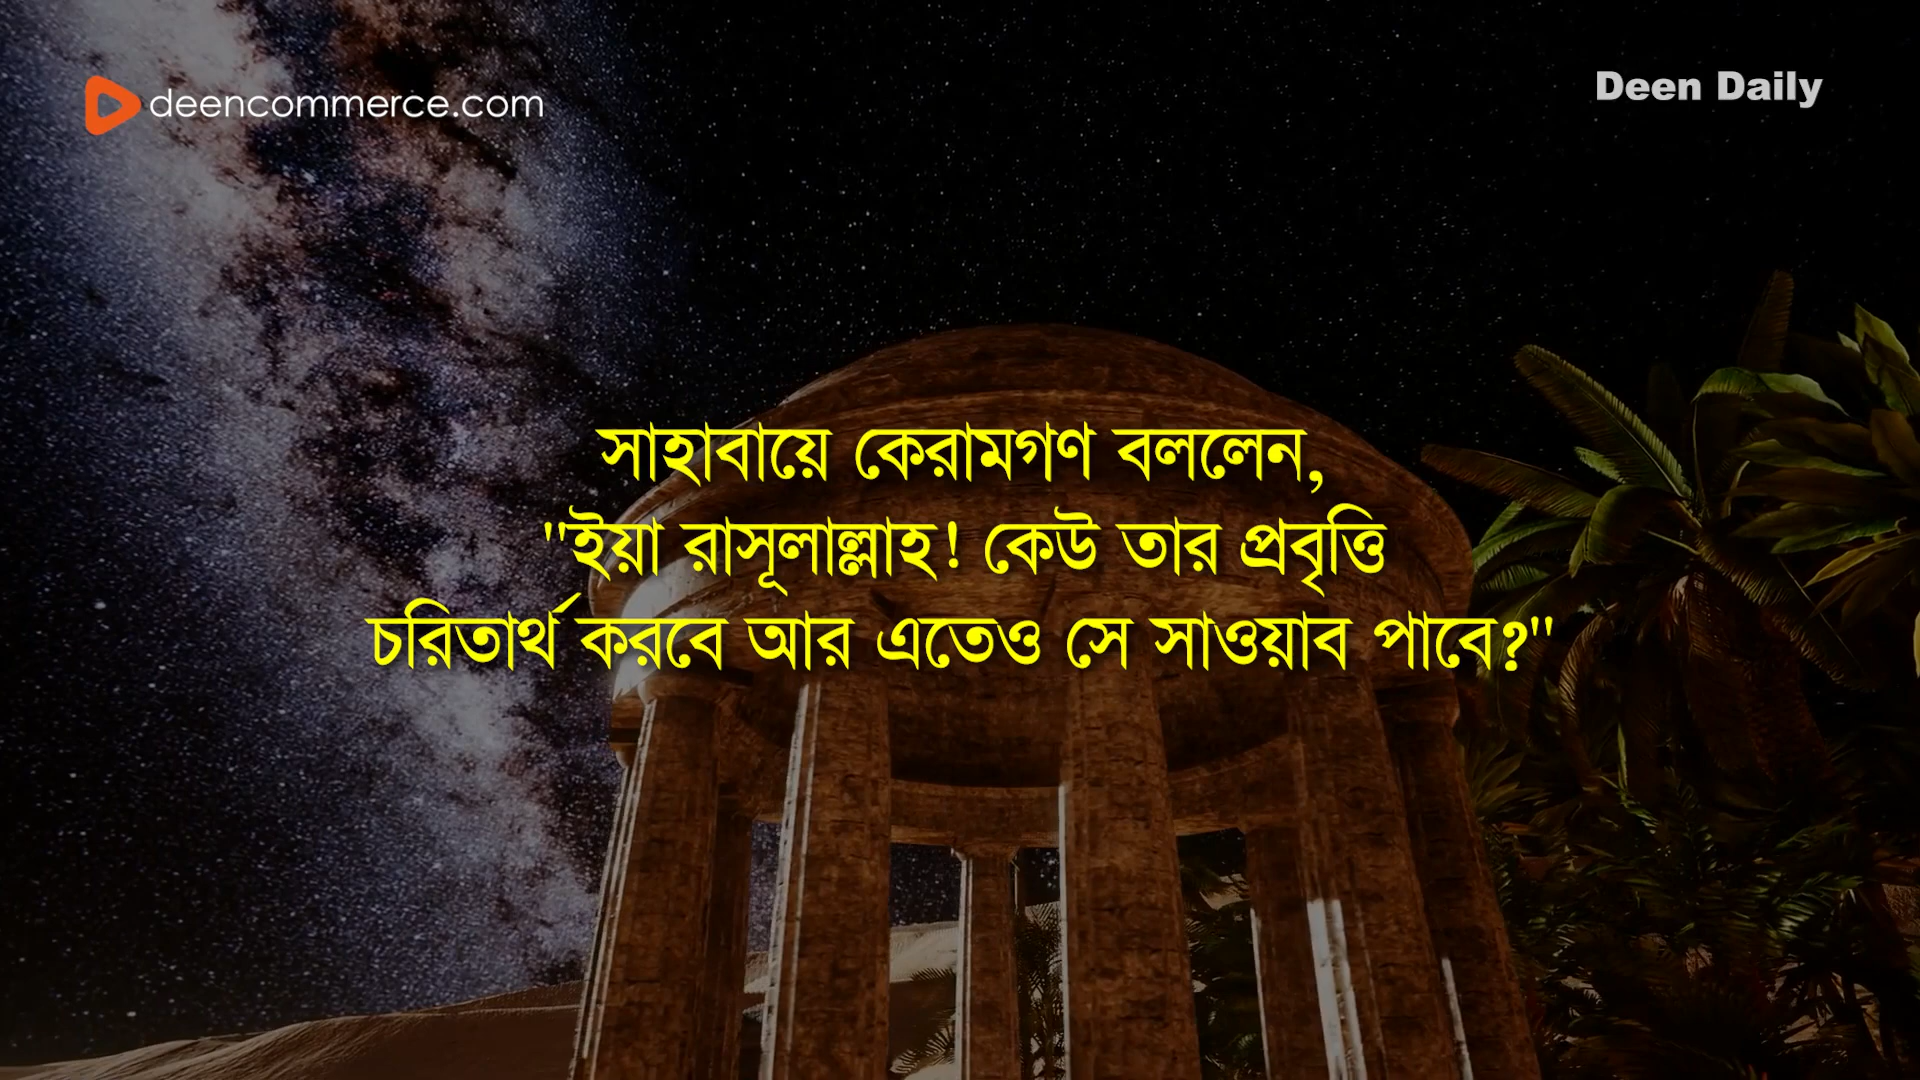 deencommerce.com
Deen Daily
সাহাবায়ে কেরামগণ বললেন,
"ইয়া রাসূলাল্লাহ! কেউ তার প্রবৃত্তি
চরিতার্থ করবে আর এতেও সে সাওয়াব পাবে?"